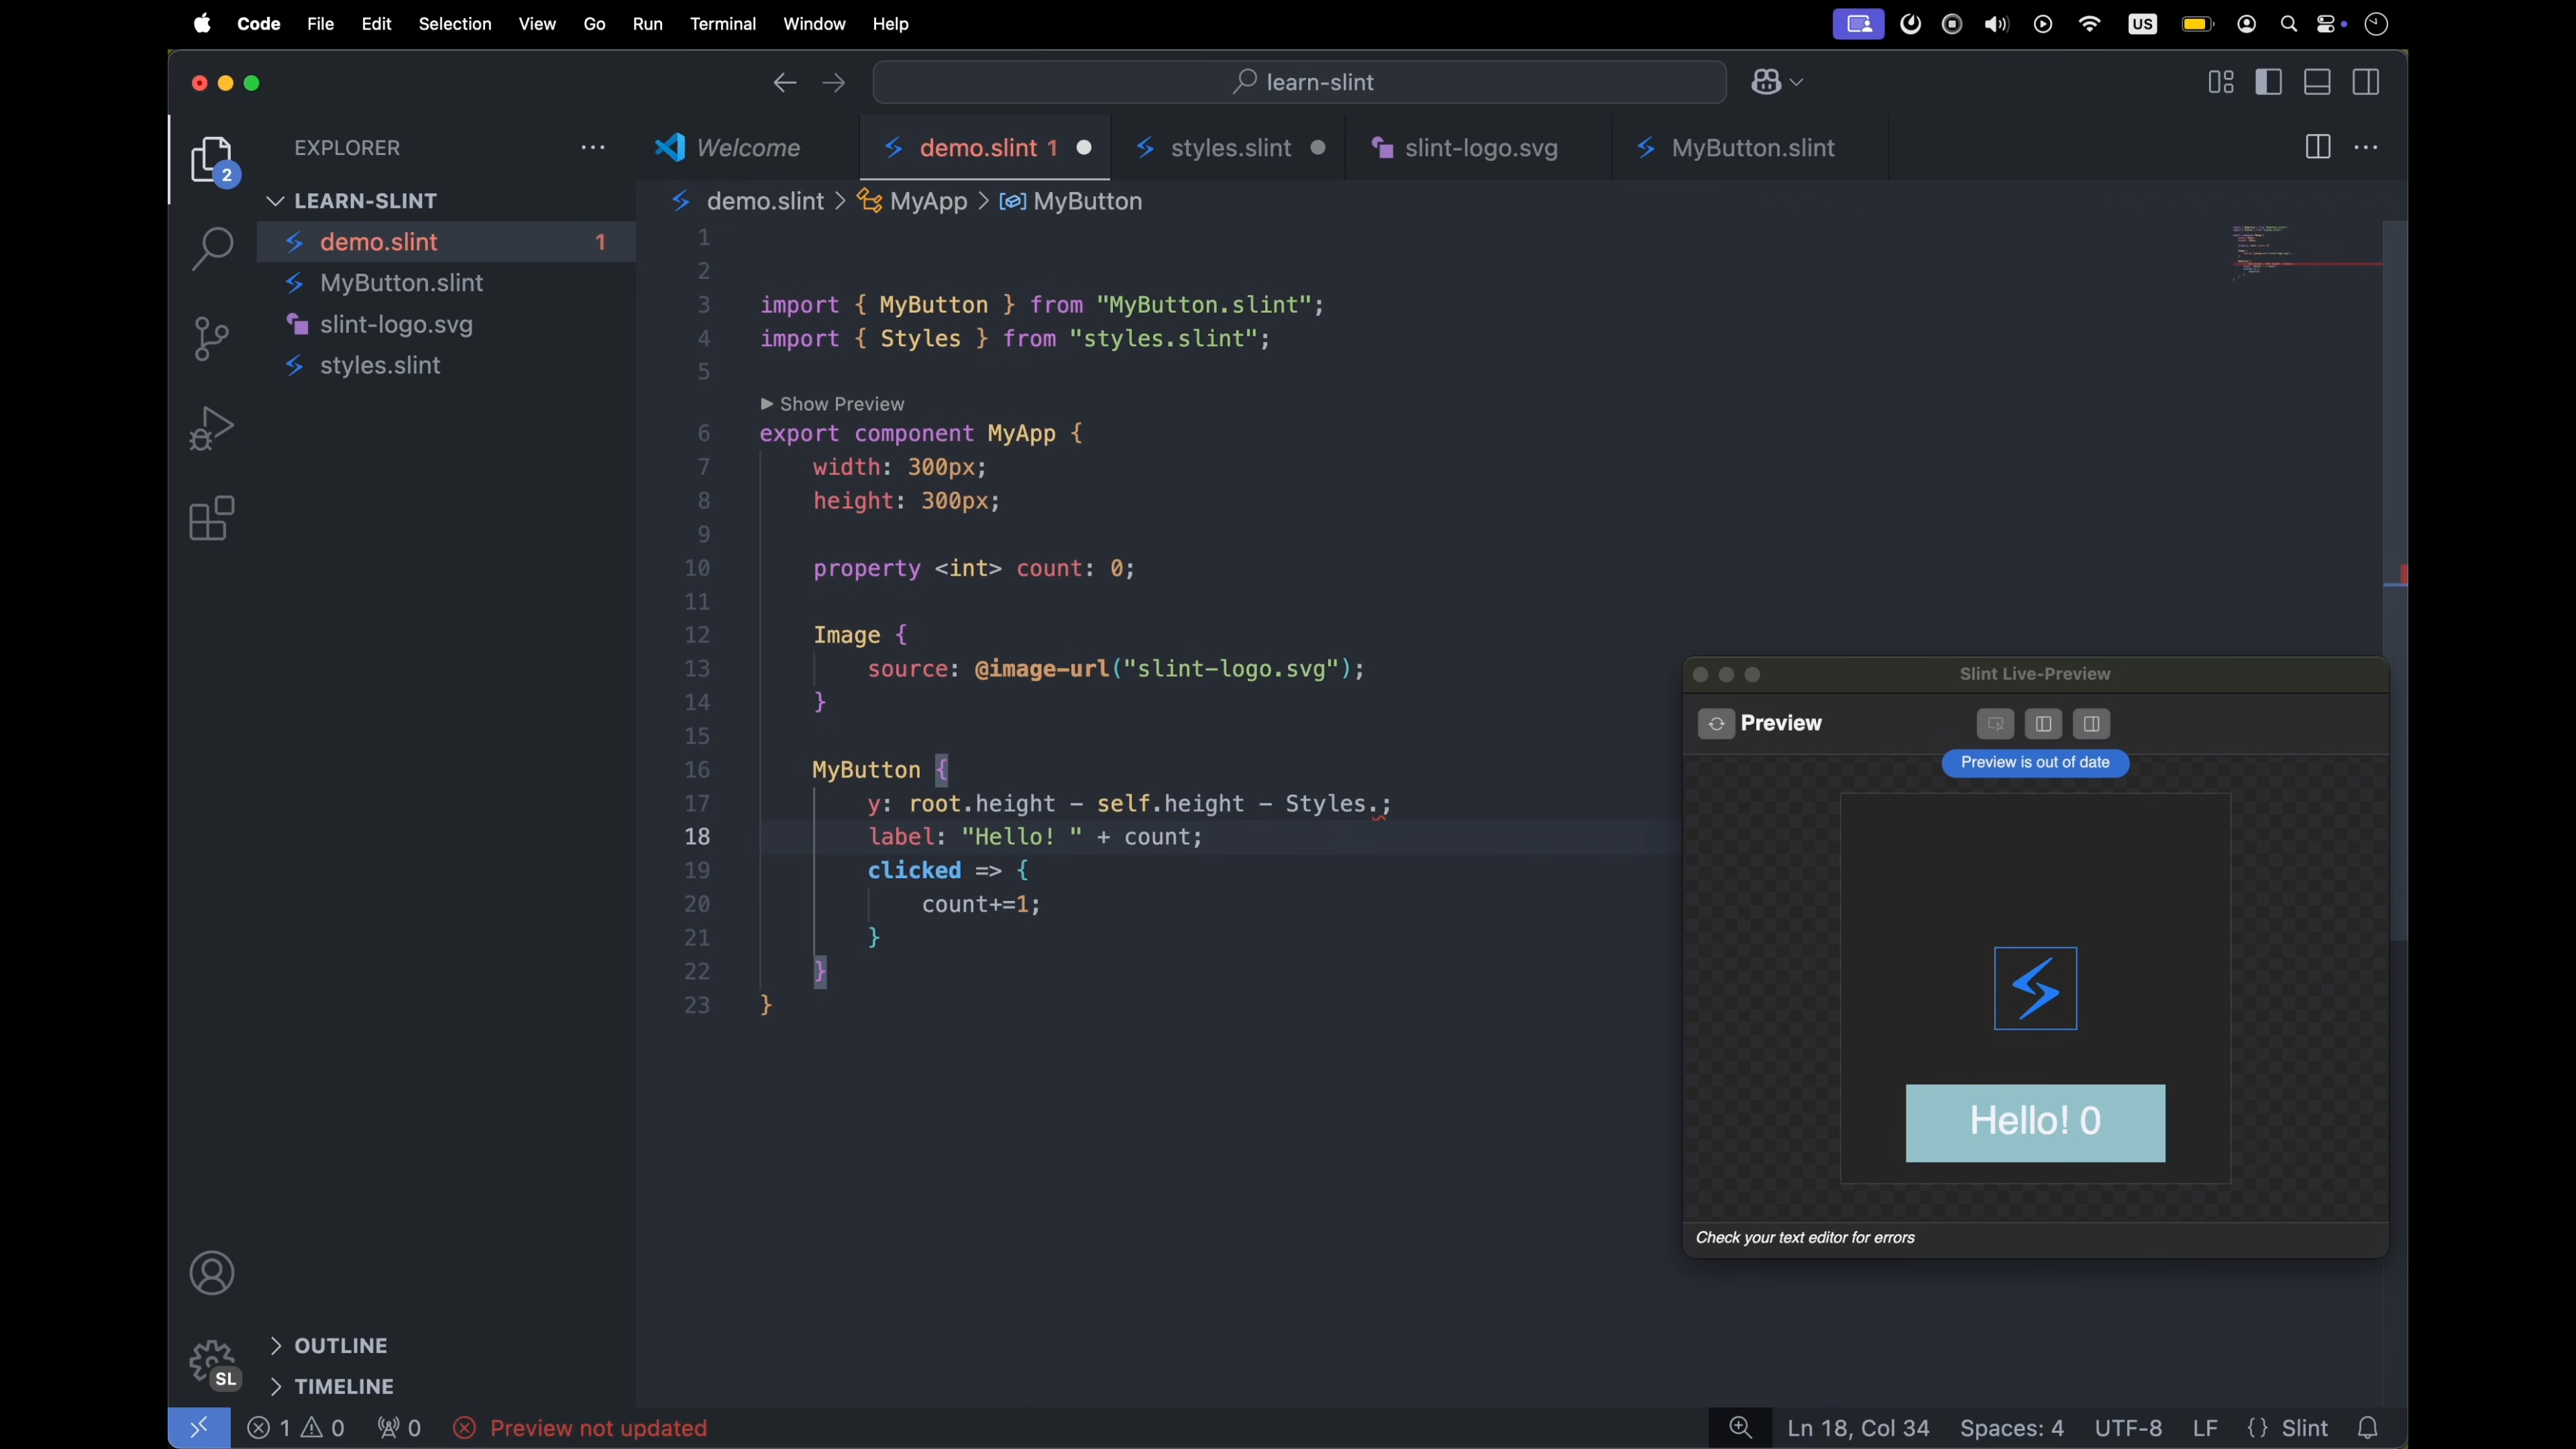 Code File Edit Selection View Go Run Terminal Window Help US
learn-slint
EXPLORER
2
LEARN-SLINT
demo.slint 1
MyButton.slint
slint-logo.svg
styles.slint
Welcome demo.slint 1 styles.slint slint-logo.svg MyButton.slint
demo.slint > MyApp > MyButton
1
2
3 import { MyButton } from "MyButton.slint";
4 import { Styles } from "styles.slint";
5
Show Preview
6 export component MyApp {
7 width: 300px;
8 height: 300px;
9
10 property <int> count: 0;
11
12 Image {
13 source: @image-url("slint-logo.svg");
14 }
15
16 MyButton {
17 y: root.height - self.height - Styles.;
18 label: "Hello! " + count;
19 clicked => {
20 count+=1;
21 }
22 }
23 }
Slint Live-Preview
Preview
Preview is out of date
Hello! 0
Check your text editor for errors
OUTLINE
SL
TIMELINE
1 0 0 Preview not updated Ln 18, Col 34 Spaces: 4 UTF-8 LF {} Slint